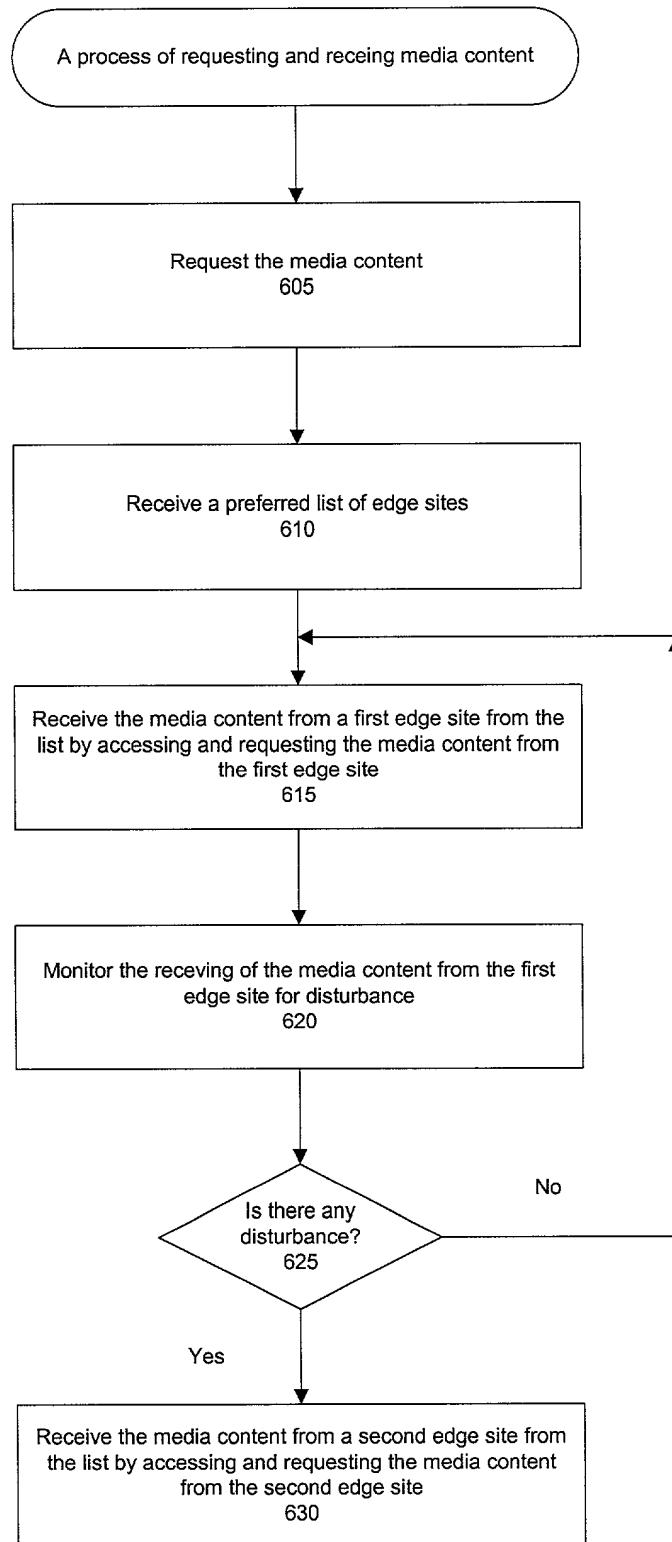 A process of requesting and receing media content
Request the media content
605
Receive a preferred list of edge sites
610
Receive the media content from a first edge site from the
list by accessing and requesting the media content from
the first edge site
615
Monitor the receving of the media content from the first
edge site for disturbance
620
Is there any
disturbance?
625
No
Yes
Receive the media content from a second edge site from
the list by accessing and requesting the media content
from the second edge site
630